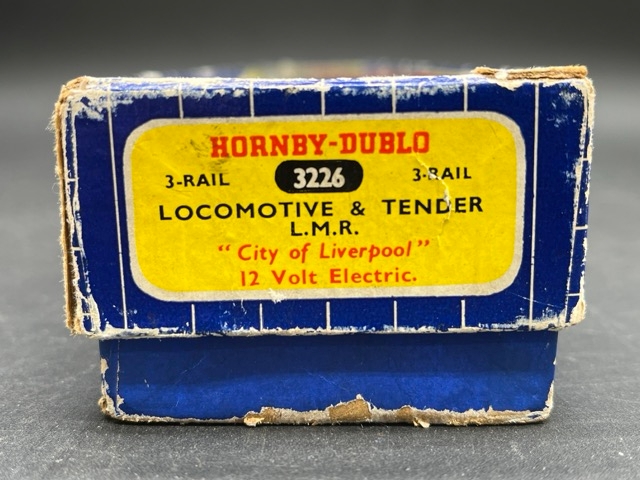 HORNBY-DUBLO
3-RAIL 3226 3-RAIL
LOCOMOTIVE & TENDER
L.M.R.
"City of Liverpool"
12 Volt Electric.